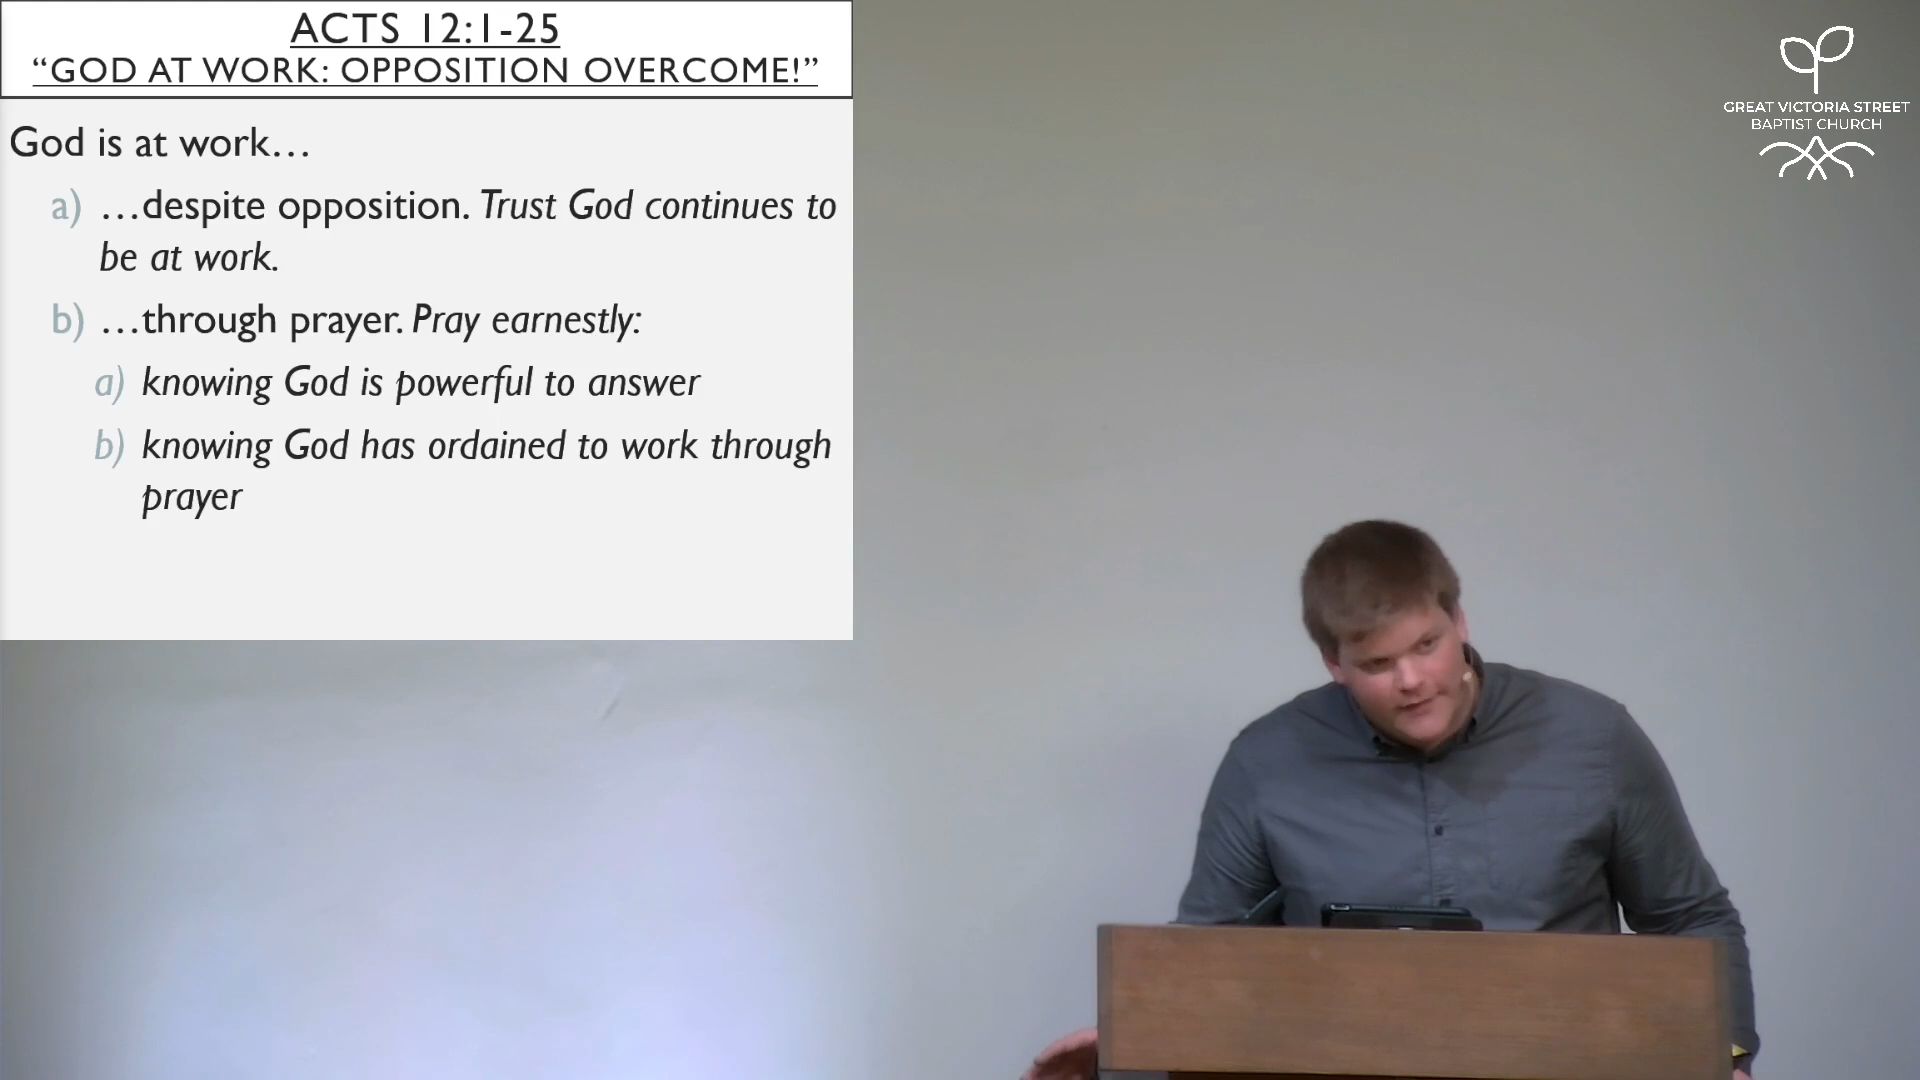 ACTS 12:1-25
“GOD AT WORK: OPPOSITION OVERCOME!”
God is at work…
a) …despite opposition. Trust God continues to
be at work.
b) …through prayer. Pray earnestly:
a) knowing God is powerful to answer
b) knowing God has ordained to work through
prayer
GREAT VICTORIA STREET
BAPTIST CHURCH